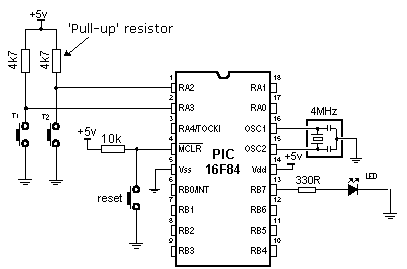 +5v
'Pull-up' resistor
4k7
4k7
T1
T2
+5v
10k
reset
1 RA2
2 RA3
3 RA4/TOCKI
4 MCLR
5 Vss
6 RB0/INT
7 RB1
8 RB2
9 RB3
PIC
16F84
18 RA1
17 RA0
16 OSC1
15 OSC2
14 Vdd
13 RB7
12 RB6
11 RB5
10 RB4
4MHz
+5v
330R
LED